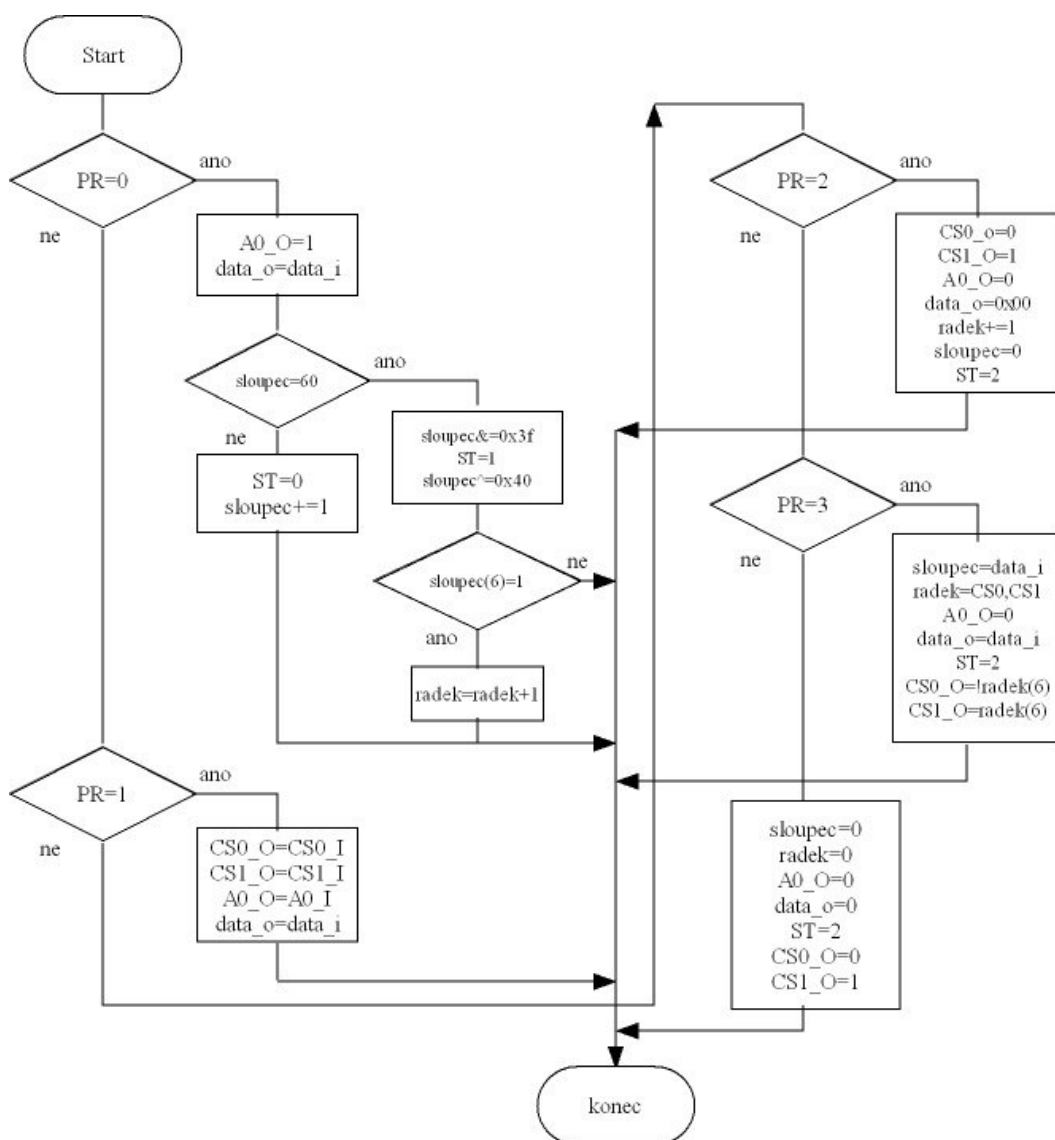 Start
PR=0
ano
ne
A0_O=1
data_o=data_i
sloupec=60
ano
ne
sloupec&=0x3f
ST=1
sloupec^=0x40
ST=0
sloupec+=1
sloupec(6)=1
ne
ano
radek=radek+1
PR=1
ano
ne
CS0_O=CS0_I
CS1_O=CS1_I
A0_O=A0_I
data_o=data_i
PR=2
ano
ne
CS0_o=0
CS1_O=1
A0_O=0
data_o=0x00
radek+=1
sloupec=0
ST=2
PR=3
ano
ne
sloupec=data_i
radek=CS0,CS1
A0_O=0
data_o=data_i
ST=2
CS0_O=!radek(6)
CS1_O=radek(6)
sloupec=0
radek=0
A0_O=0
data_o=0
ST=2
CS0_O=0
CS1_O=1
konec